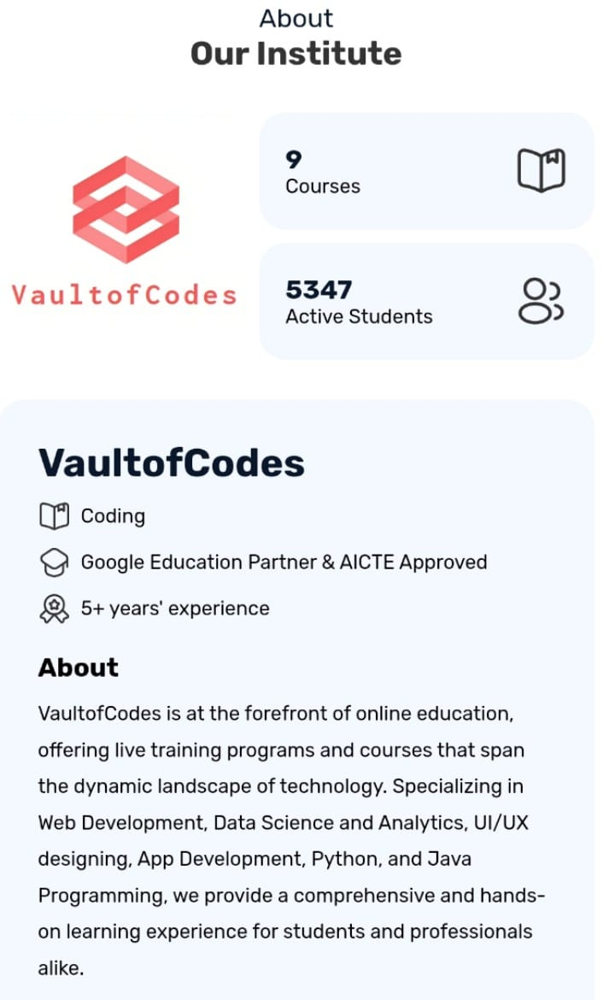 About
Our Institute
9
Courses
VaultofCodes
5347
Active Students
VaultofCodes
Coding
Google Education Partner & AICTE Approved
5+ years' experience
About
VaultofCodes is at the forefront of online education,
offering live training programs and courses that span
the dynamic landscape of technology. Specializing in
Web Development, Data Science and Analytics, UI/UX
designing, App Development, Python, and Java
Programming, we provide a comprehensive and hands-
on learning experience for students and professionals
alike.